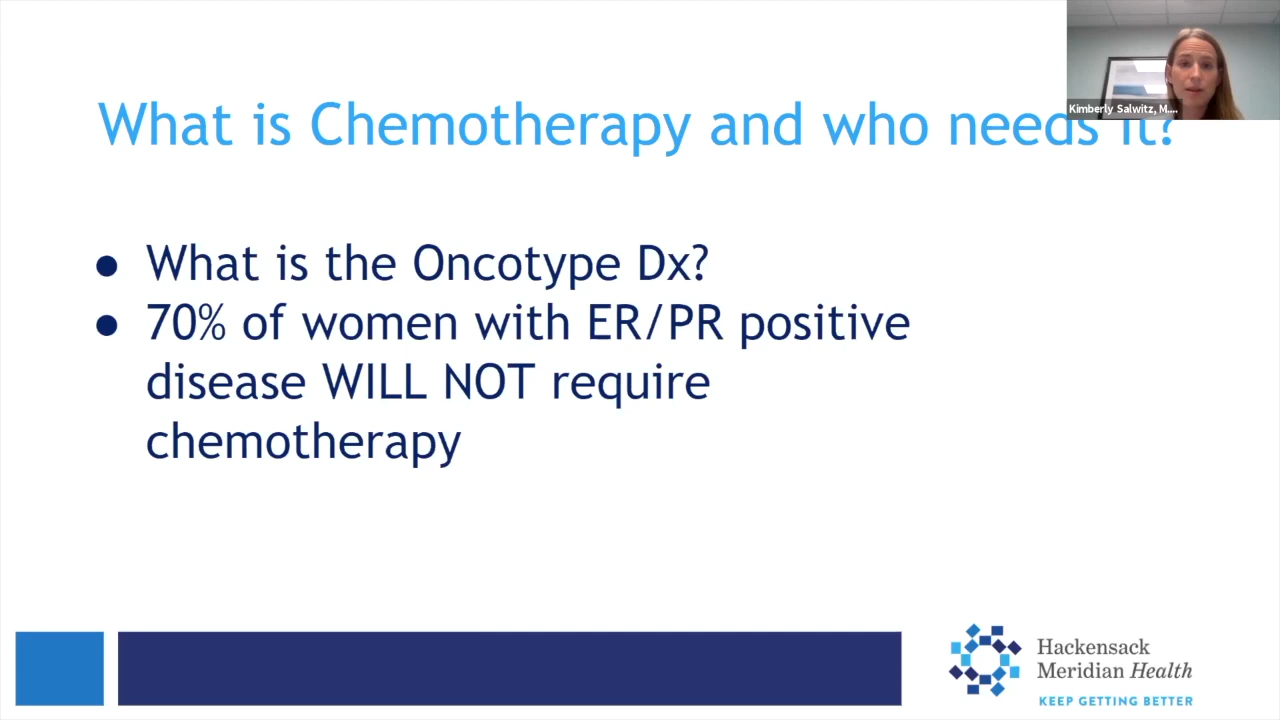 Kimberly Salwitz, M....
What is Chemotherapy and who needs it?
● What is the Oncotype Dx?
● 70% of women with ER/PR positive
disease WILL NOT require
chemotherapy
Hackensack
Meridian Health
KEEP GETTING BETTER